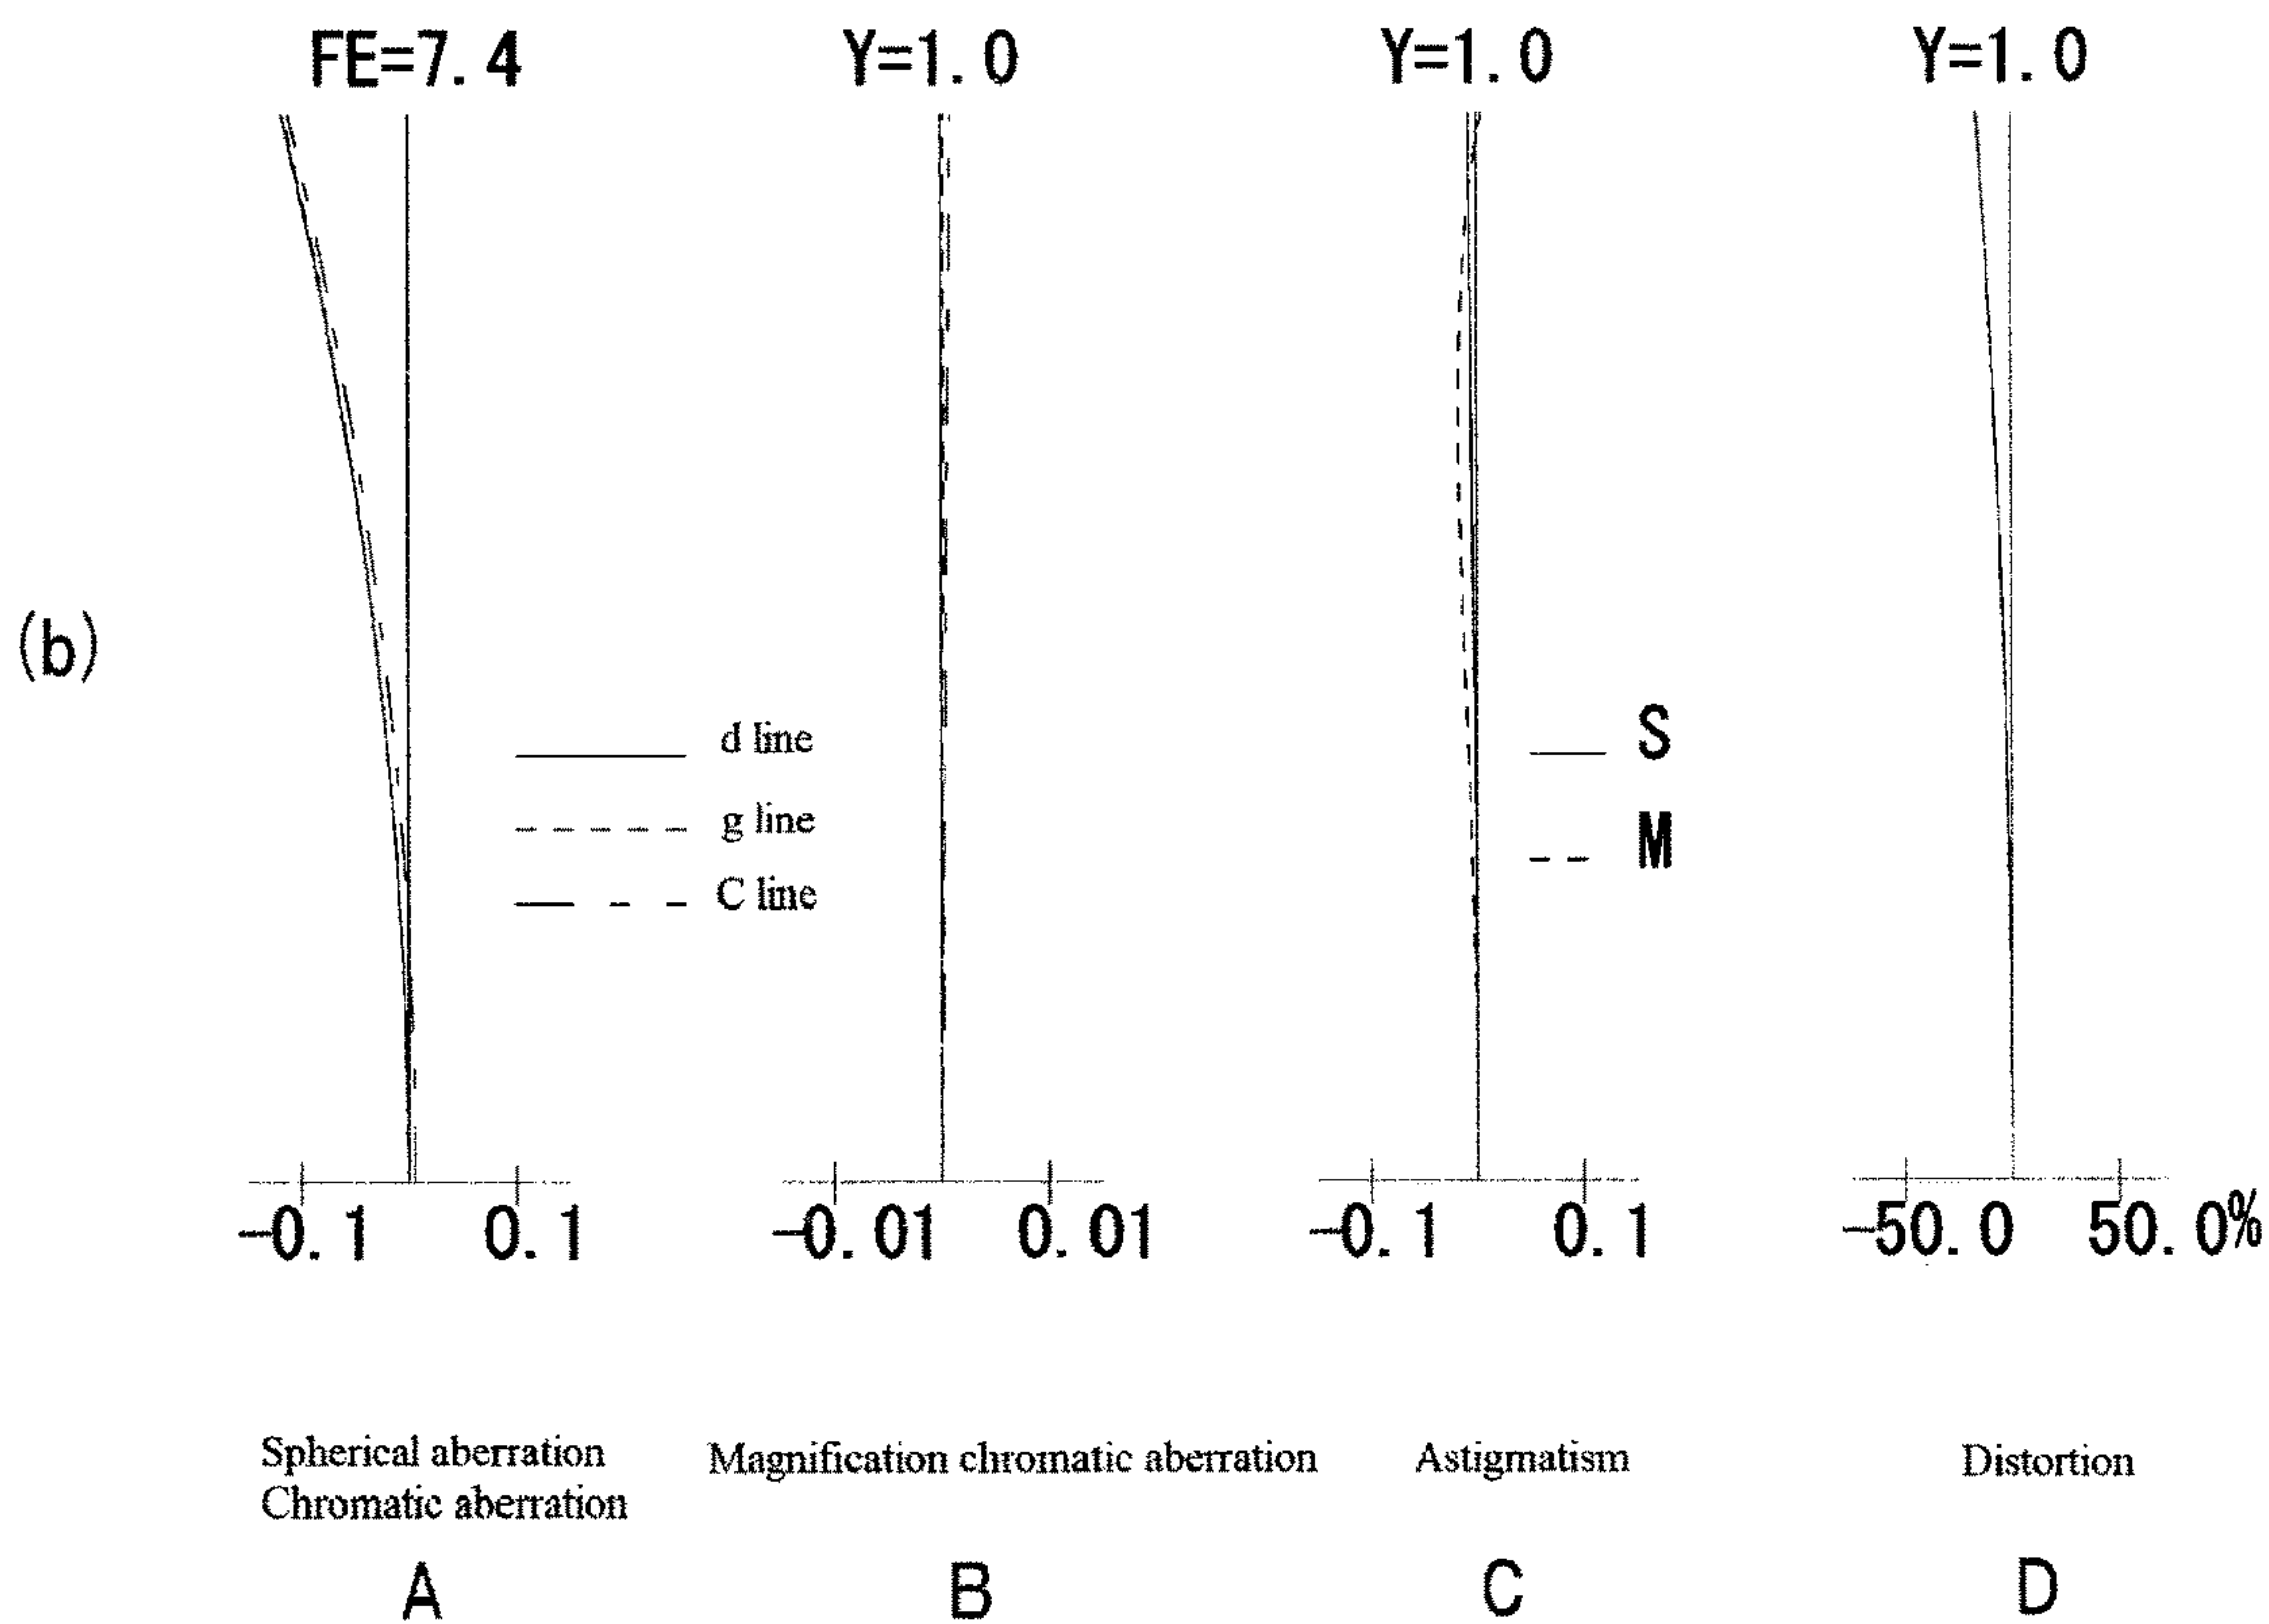 FE=7.4 Y=1.0 Y=1.0 Y=1.0
(b)
d line
g line
C line
S
M
-0.1 0.1 -0.01 0.01 -0.1 0.1 -50.0 50.0%
Spherical aberration
Chromatic aberration
Magnification chromatic aberration
Astigmatism
Distortion
A B C D